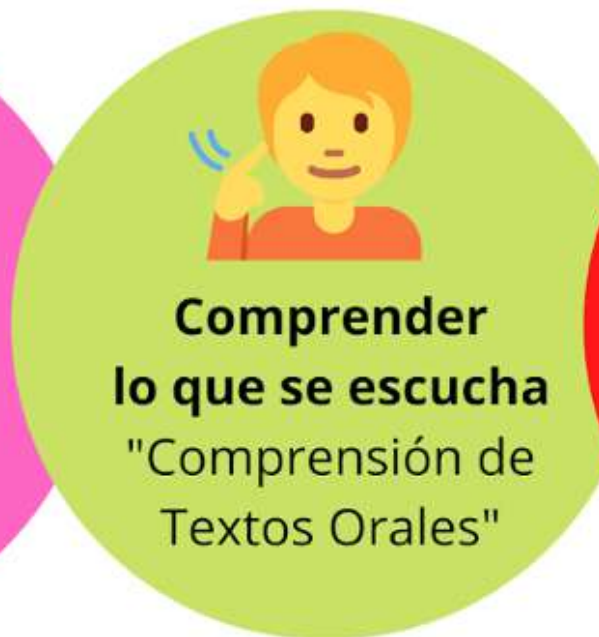 Comprender
lo que se escucha
"Comprensión de
Textos Orales"